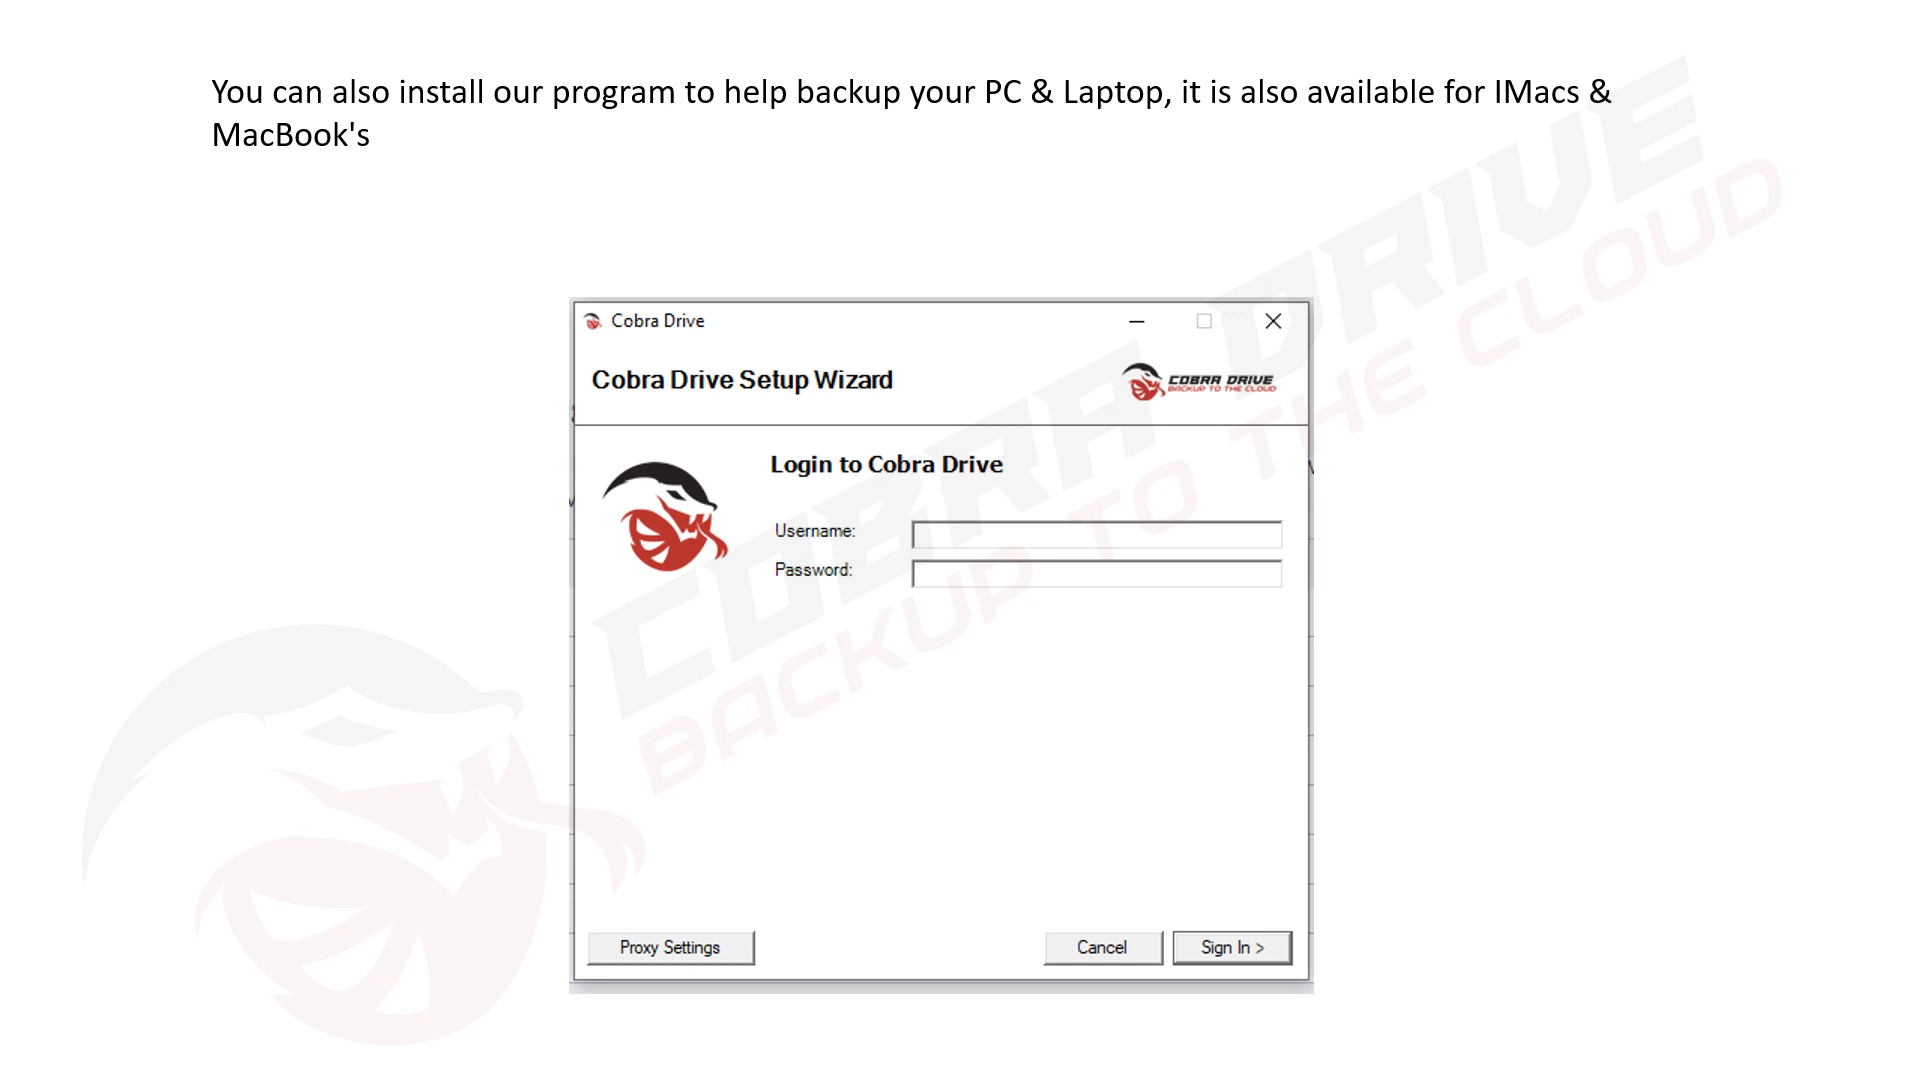 You can also install our program to help backup your PC & Laptop, it is also available for IMacs &
MacBook's
COBRA DRIVE
BACKUP TO THE CLOUD
Cobra Drive
Cobra Drive Setup Wizard
COBRA DRIVE
BACKUP TO THE CLOUD
Login to Cobra Drive
Username:
Password:
Proxy Settings
Cancel
Sign In >